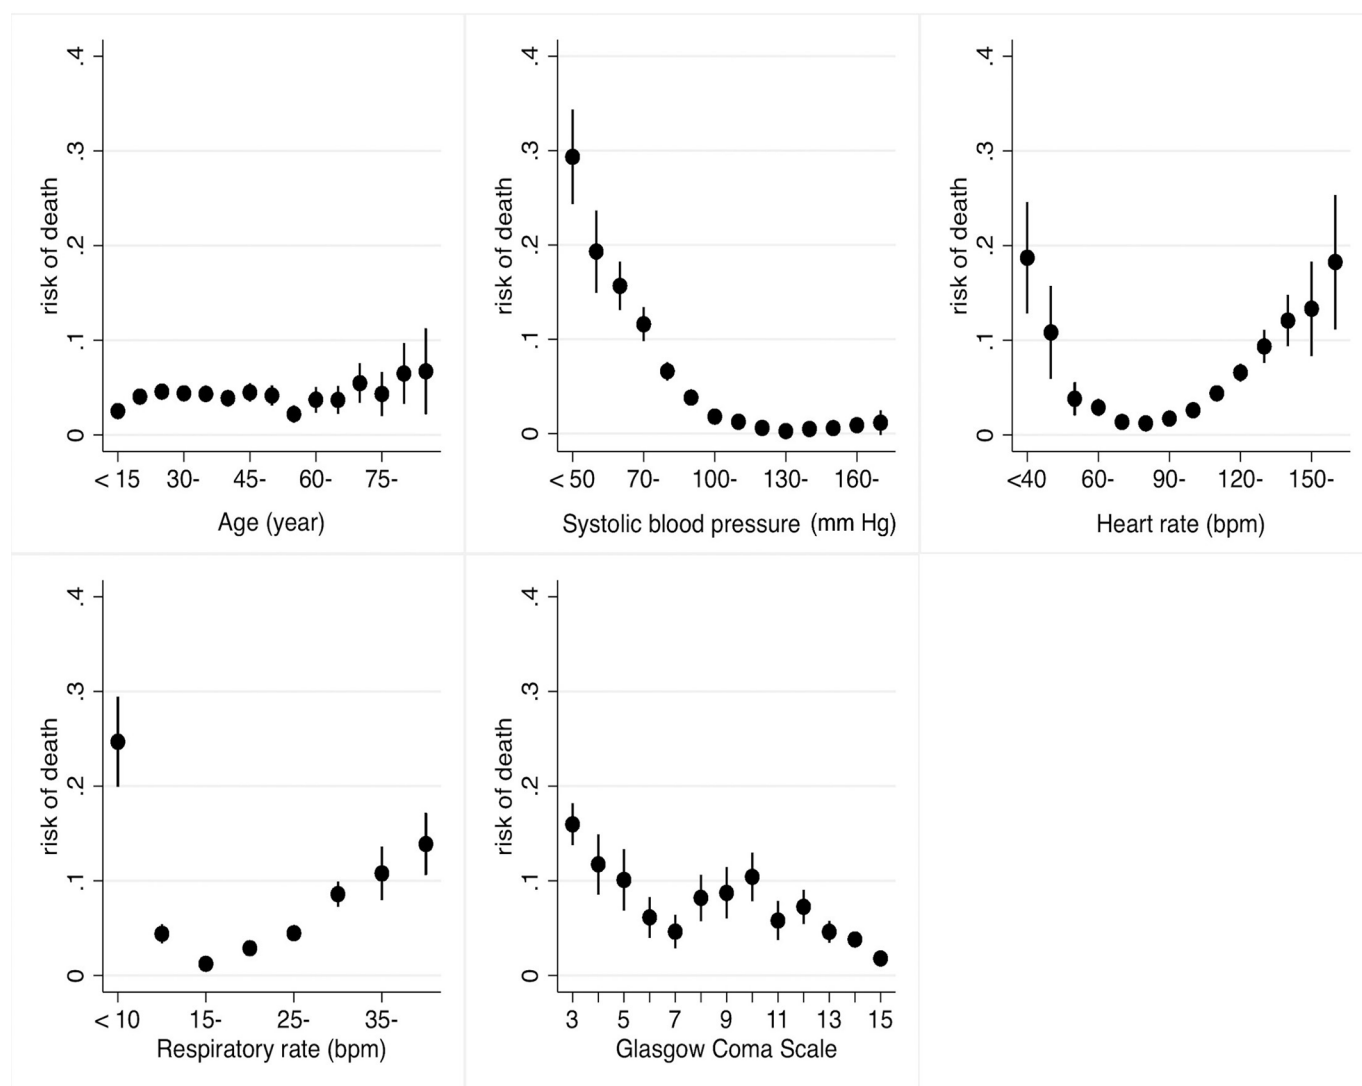 risk of death
.4
.3
.2
.1
0
< 15 30- 45- 60- 75-
Age (year)
risk of death
.4
.3
.2
.1
0
< 50 70- 100- 130- 160-
Systolic blood pressure (mm Hg)
risk of death
.4
.3
.2
.1
0
<40 60- 90- 120- 150-
Heart rate (bpm)
risk of death
.4
.3
.2
.1
0
< 10 15- 25- 35-
Respiratory rate (bpm)
risk of death
.4
.3
.2
.1
0
3 5 7 9 11 13 15
Glasgow Coma Scale